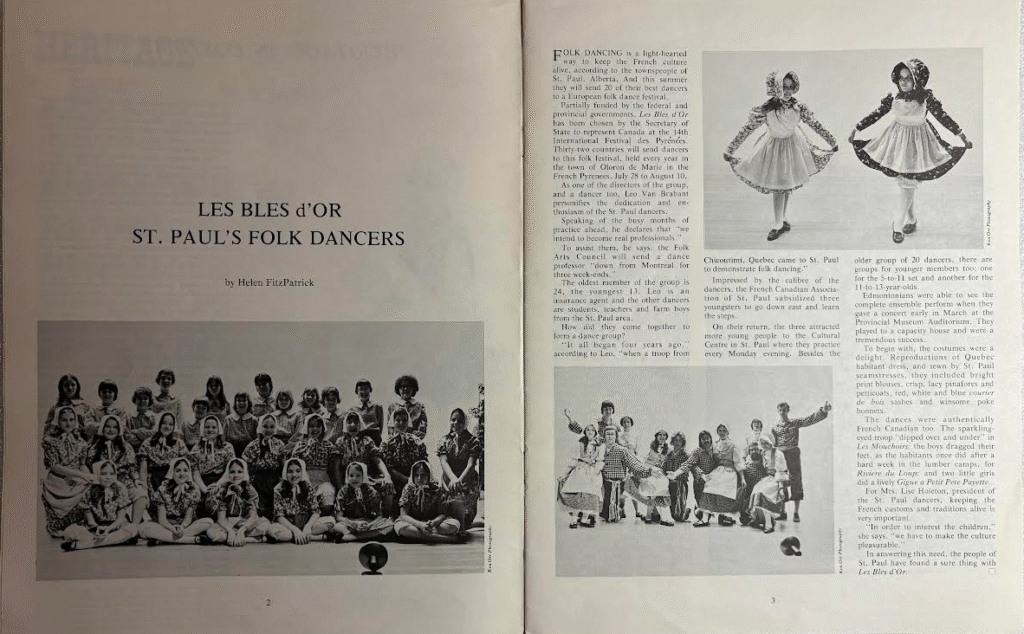 LES BLES d'OR
ST. PAUL'S FOLK DANCERS
by Helen FitzPatrick
Ken Orr Photography
2
FOLK DANCING is a light-hearted
way to keep the French culture
alive, according to the townspeople of
St. Paul, Alberta. And this summer
they will send 20 of their best dancers
to a European folk dance festival.
Partially funded by the federal and
provincial governments, Les Bles d'Or
has been chosen by the Secretary of
State to represent Canada at the 14th
International Festival des Pyrénées.
Thirty-two countries will send dancers
to this folk festival, held every year in
the town of Oloron de Marie in the
French Pyrenees, July 28 to August 10.
As one of the directors of the group,
and a dancer too, Leo Van Brabant
personifies the dedication and en-
thusiasm of the St. Paul dancers.
Speaking of the busy months of
practice ahead, he declares that "we
intend to become real professionals."
To assist them, he says, the Folk
Arts Council will send a dance
professor "down from Montreal for
three week-ends."
The oldest member of the group is
24, the youngest 13. Leo is an
insurance agent and the other dancers
are students, teachers and farm boys
from the St. Paul area.
How did they come together to
form a dance group?
"It all began four years ago,"
according to Leo, "when a troop from
Ken Orr Photography
Chicoutimi, Quebec came to St. Paul
to demonstrate folk dancing."
Impressed by the calibre of the
dancers, the French Canadian Associa-
tion of St. Paul subsidized three
youngsters to go down east and learn
the steps.
On their return, the three attracted
more young people to the Cultural
Centre in St. Paul where they practice
every Monday evening. Besides the
older group of 20 dancers, there are
groups for younger members too; one
for the 5-to-11 set and another for the
11-to-13-year-olds.
Edmontonians were able to see the
complete ensemble perform when they
gave a concert early in March at the
Provincial Museum Auditorium. They
played to a capacity house and were a
tremendous success.
To begin with, the costumes were a
delight. Reproductions of Quebec
habitant dress, and sewn by St. Paul
seamstresses, they included bright
print blouses, crisp, lacy pinafores and
petticoats, red, white and blue courier
de bois sashes and winsome poke
bonnets.
The dances were authentically
French Canadian too. The sparkling-
eyed troop "dipped over and under" in
Les Mouchoirs; the boys dragged their
feet, as the habitants once did after a
hard week in the lumber camps, for
Riviere du Loup; and two little girls
did a lively Gigue a Petit Pete Payette.
For Mrs. Lise Holeton, president of
the St. Paul dancers, keeping the
French customs and traditions alive is
very important.
"In order to interest the children,"
she says, "we have to make the culture
pleasurable."
In answering this need, the people of
St. Paul have found a sure thing with
Les Bles d'Or.
Ken Orr Photography
3